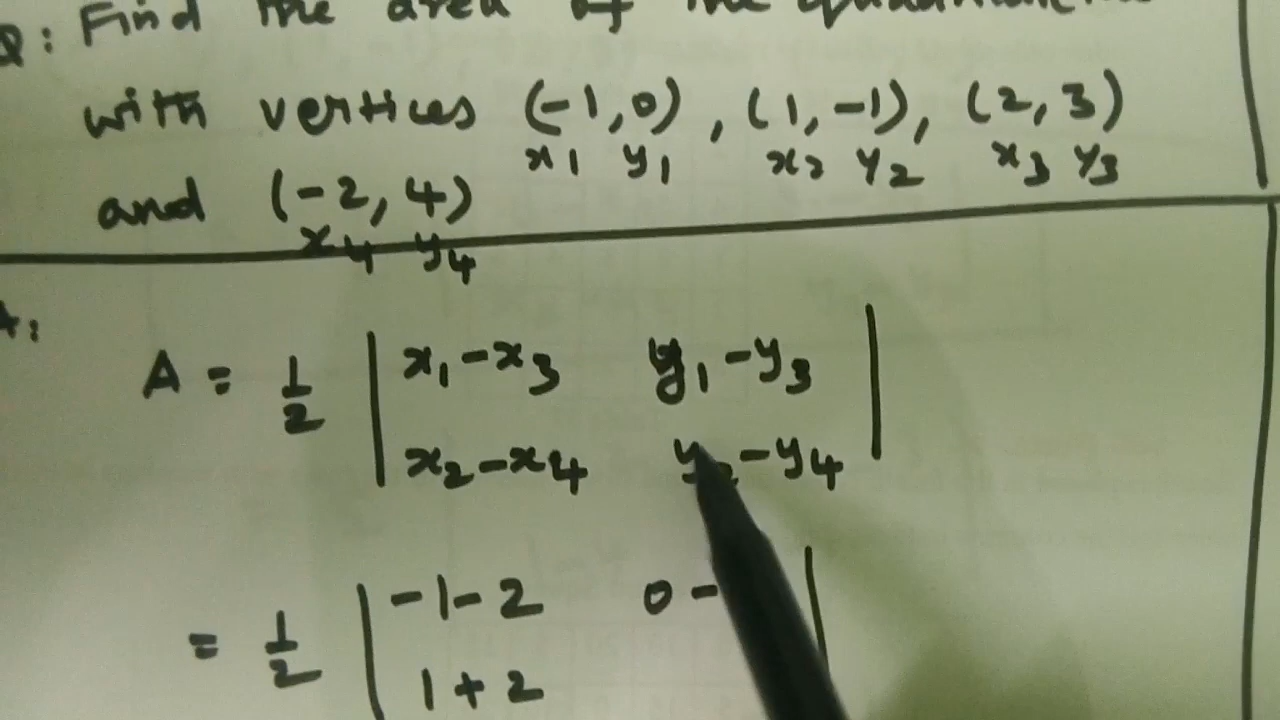 Q: Find the area of the quadrilateral
with vertices (-1,0), (1,-1), (2,3)
x1 y1 x2 y2 x3 y3
and (-2,4)
x4 y4
A:
A = 1/2 | x1-x3 y1-y3 |
| x2-x4 y2-y4 |
= 1/2 | -1-2 0- |
| 1+2